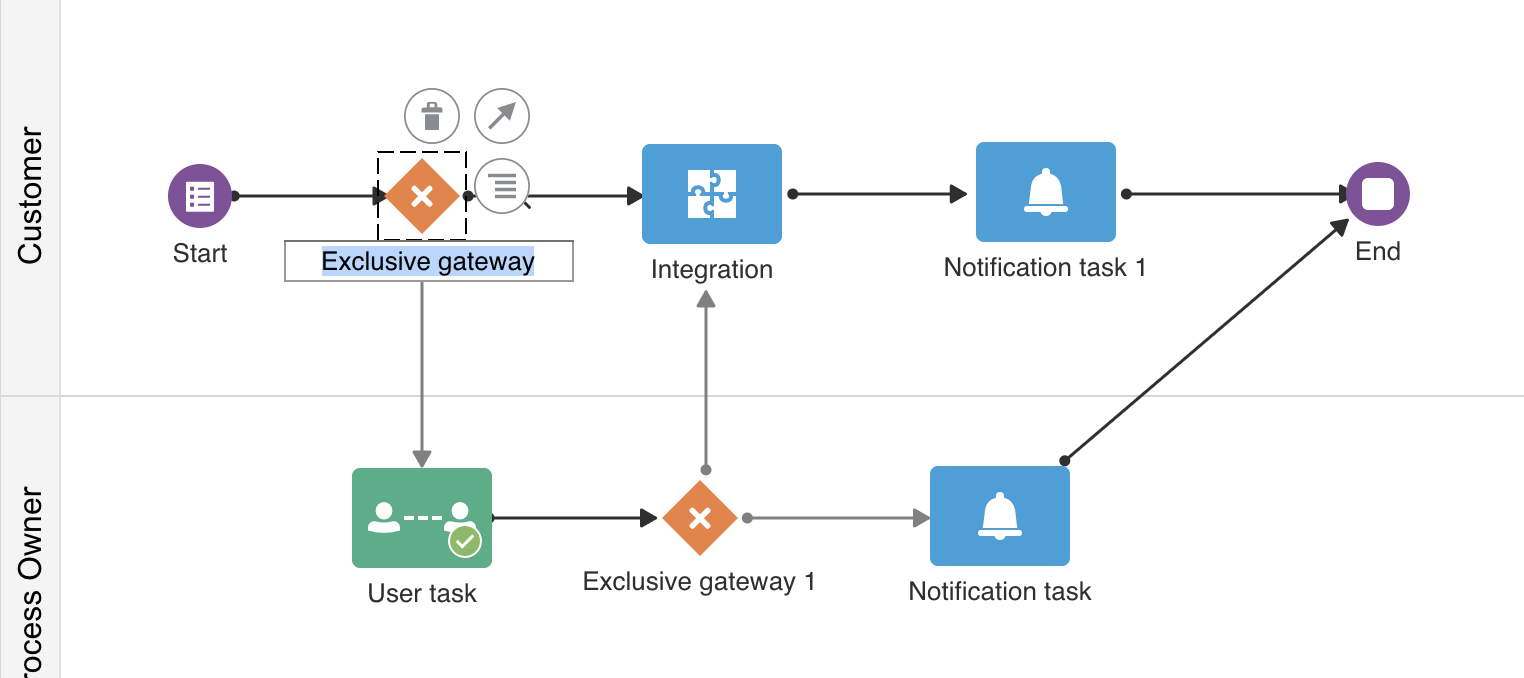 Customer
Start
Exclusive gateway
Integration
Notification task 1
End
rocess Owner
User task
Exclusive gateway 1
Notification task